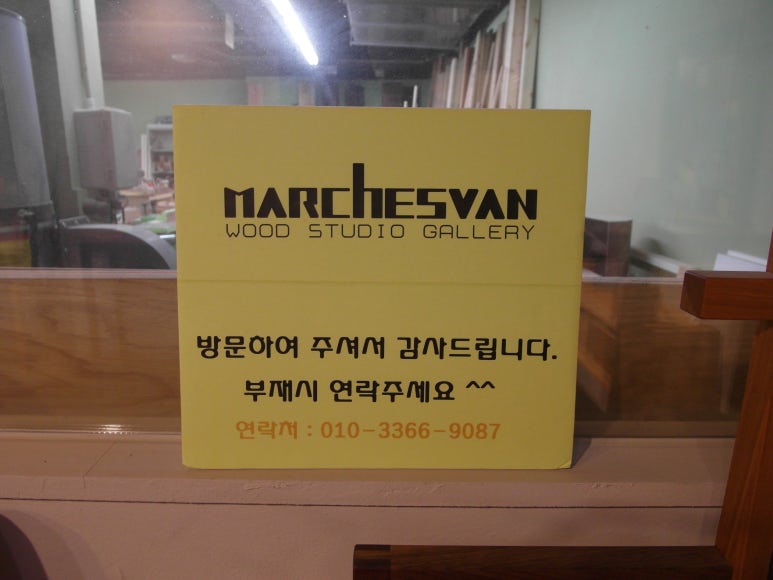 MARChESVAN
WOOD STUDIO GALLERY
방문하여 주셔서 감사드립니다.
부재시 연락주세요 ^^
연락처 : 010-3366-9087